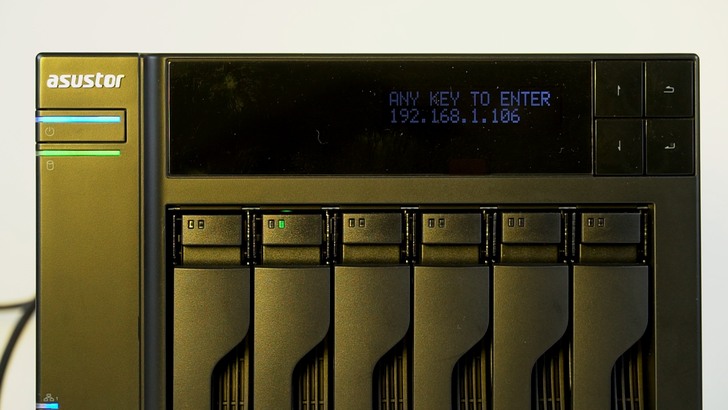 asustor
ANY KEY TO ENTER
192.168.1.106